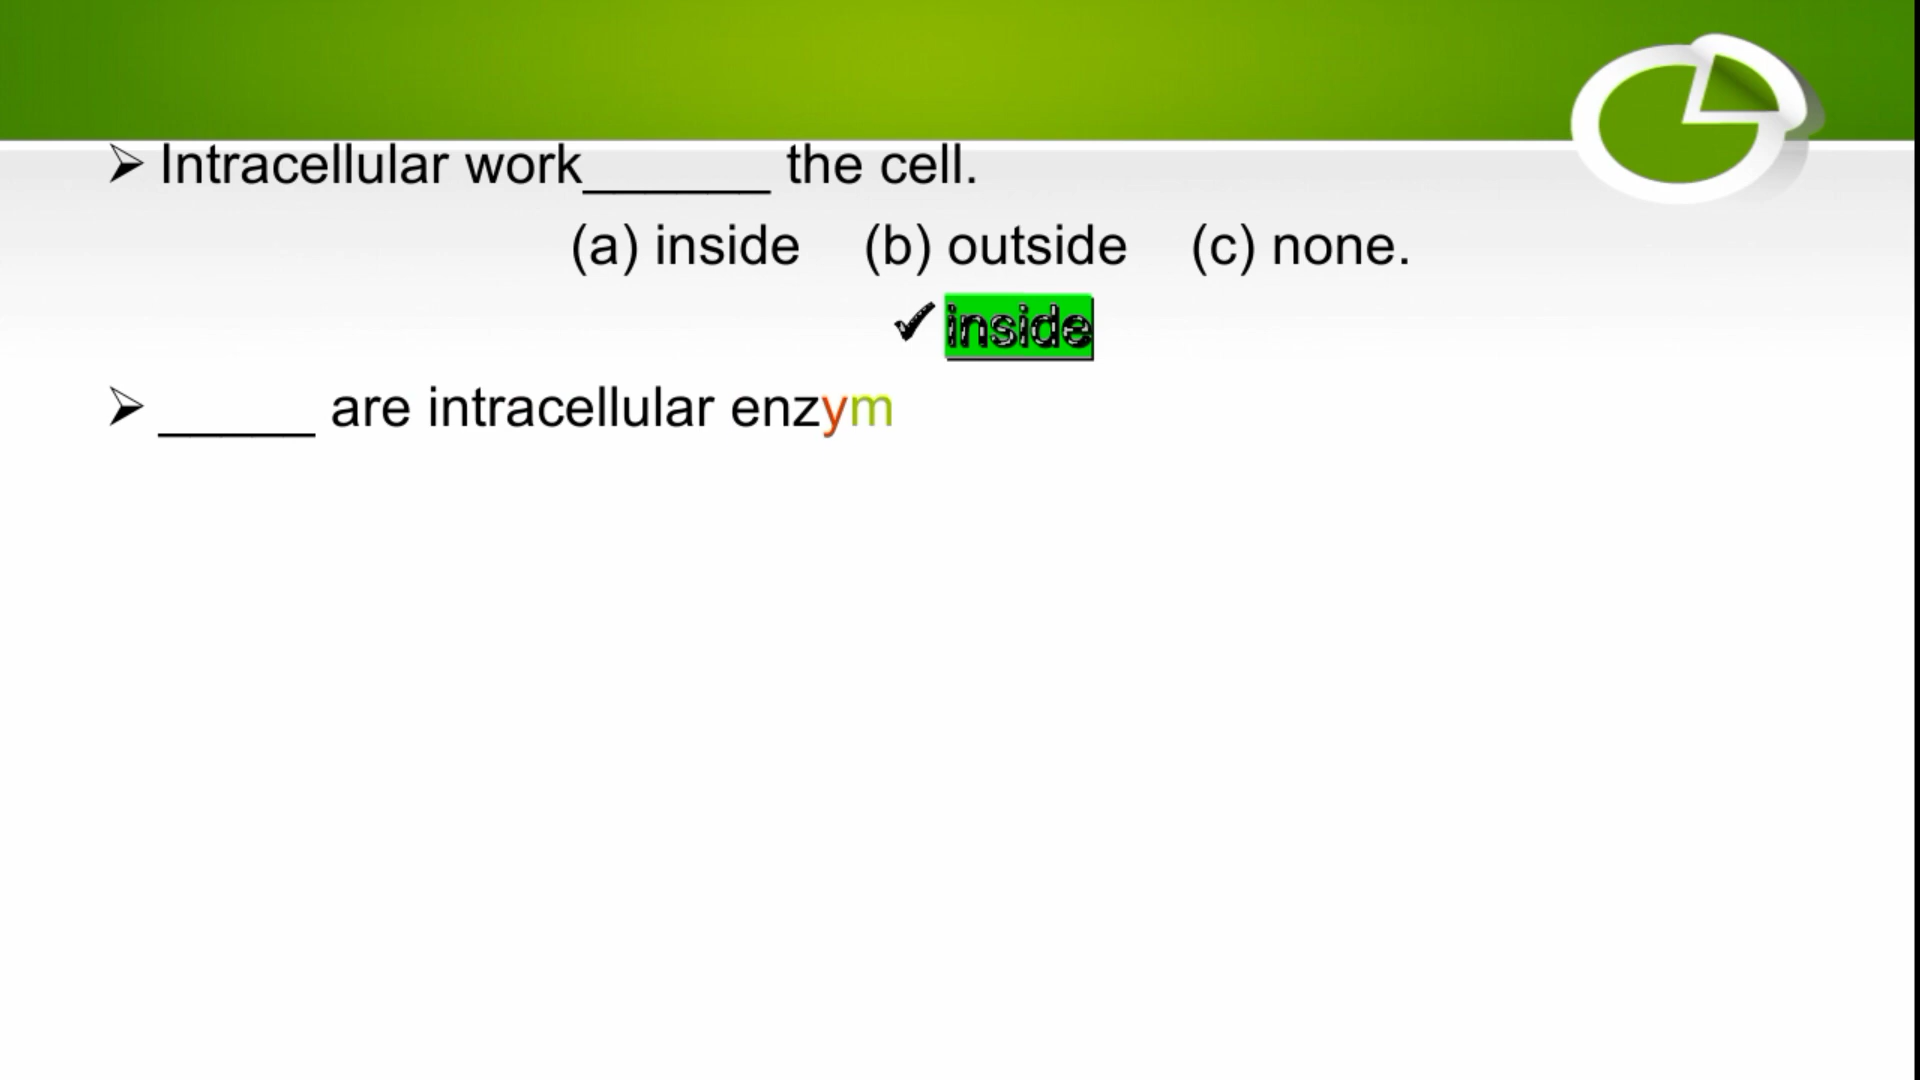 ➢ Intracellular work______ the cell.
(a) inside (b) outside (c) none.
✓ inside
➢ _____ are intracellular enzym